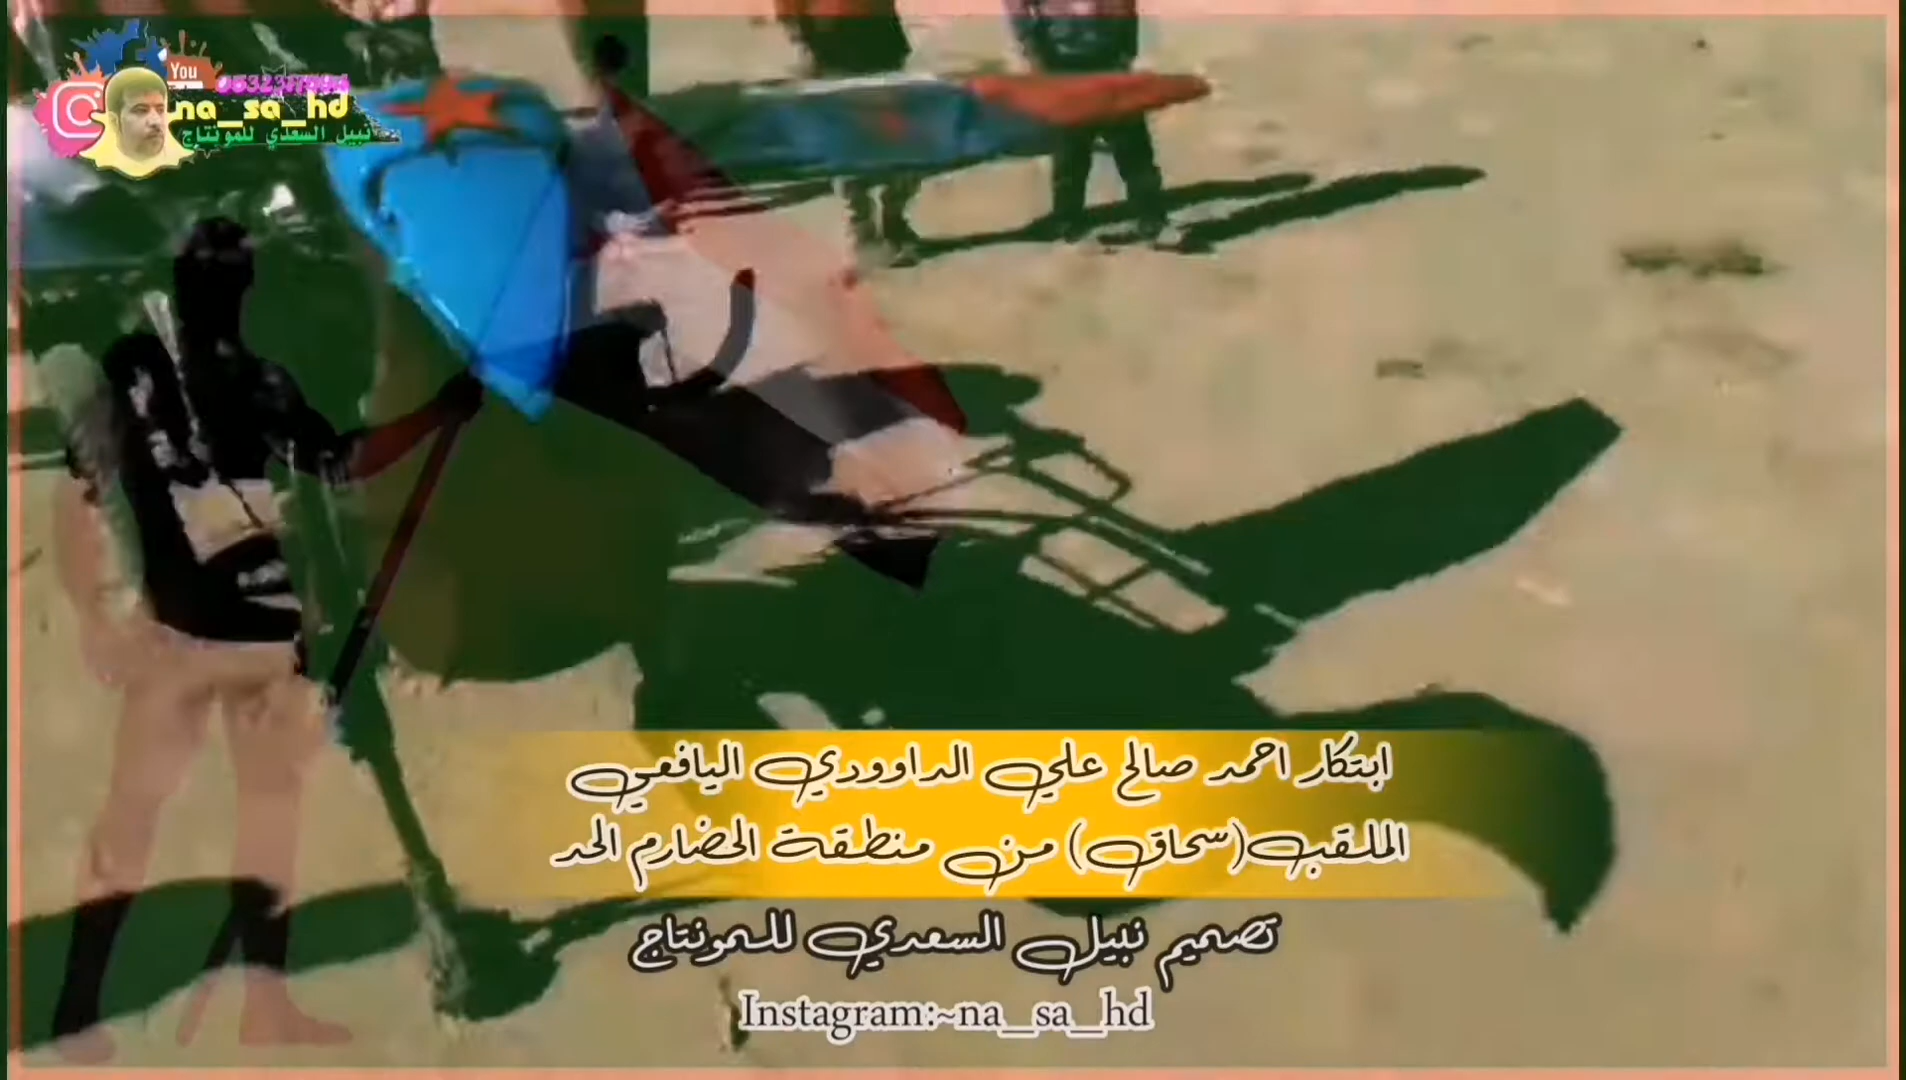 You
na_sa_hd
نبيل السعدي للمونتاج
ابتكار احمد صالح علي الداوودي اليافعي
الملقب(سحاق) من منطقة الحضارم الحد
تصميم نبيل السعدي للمونتاج
Instagram:~na_sa_hd